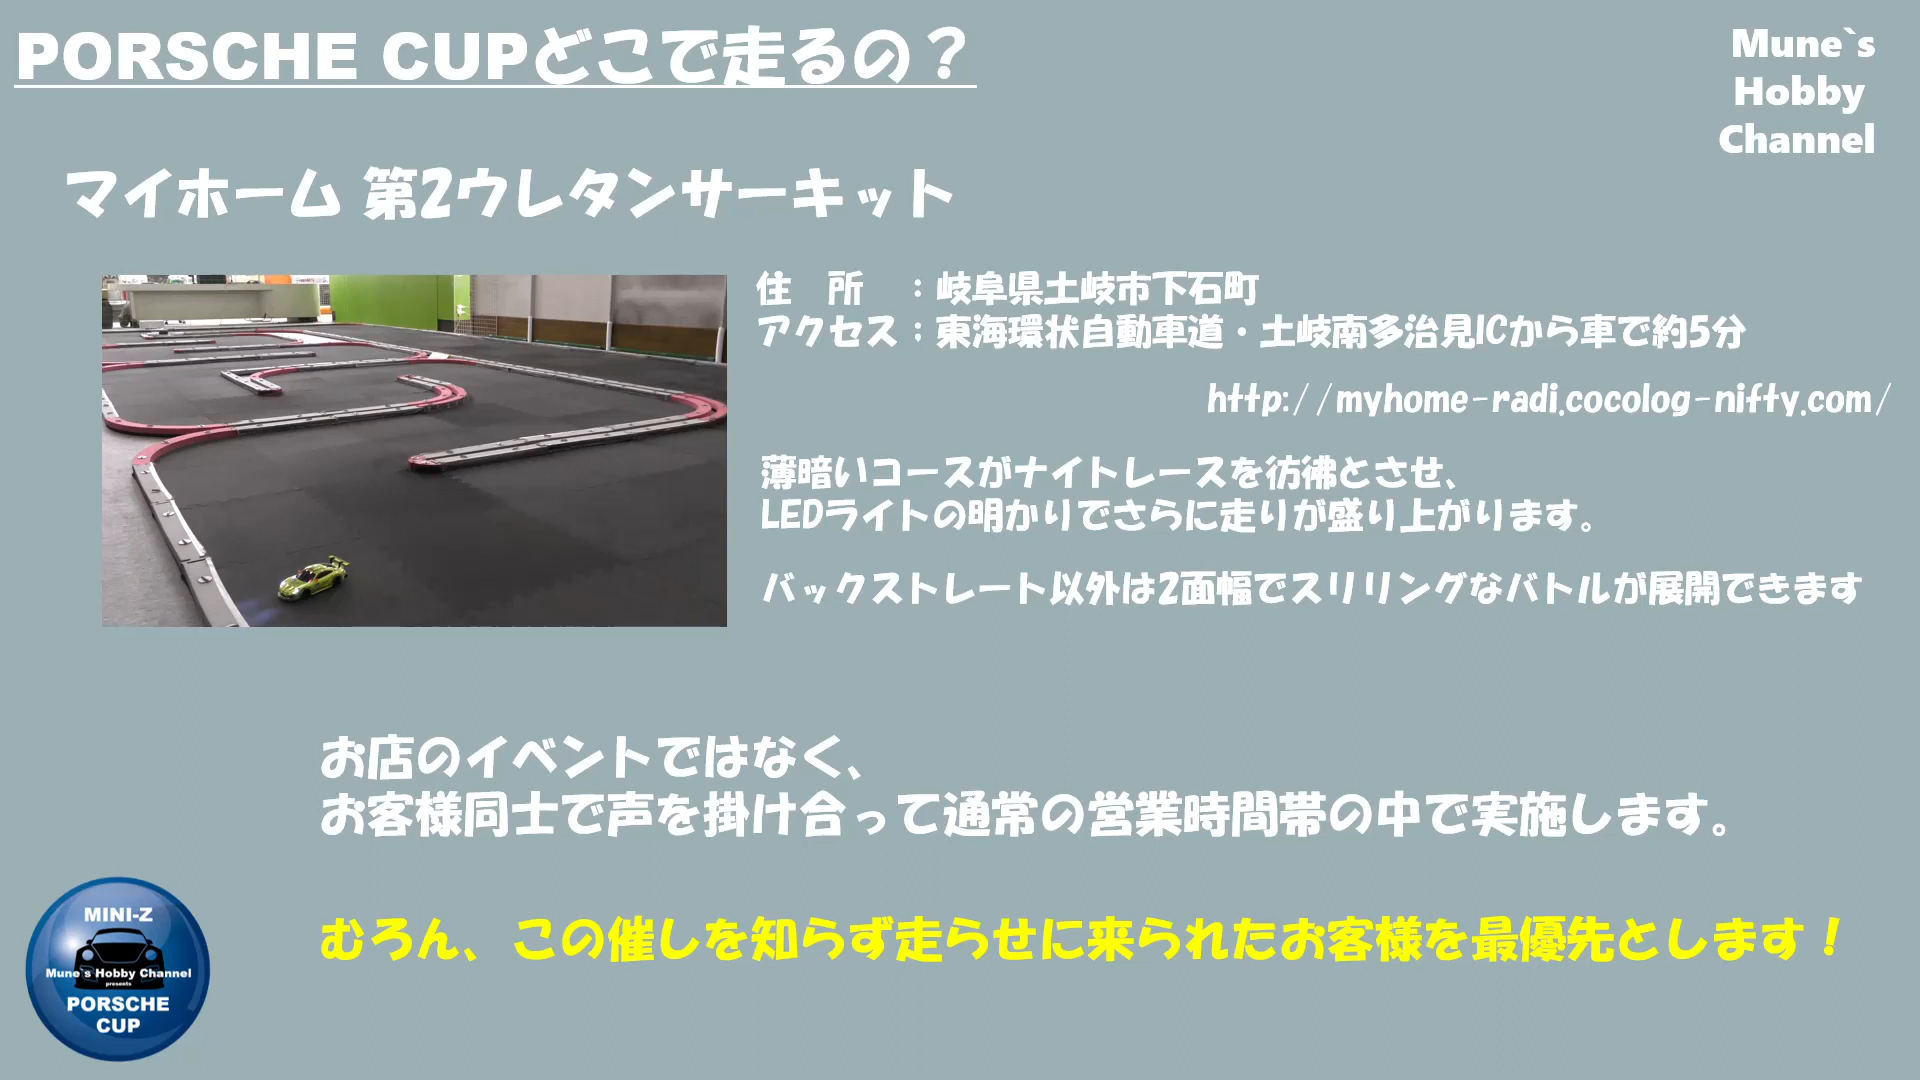 PORSCHE CUPどこで走るの？
Mune`s
Hobby
Channel
マイホーム 第2ウレタンサーキット
住　所　：岐阜県土岐市下石町
アクセス：東海環状自動車道・土岐南多治見ICから車で約5分
http://myhome-radi.cocolog-nifty.com/
薄暗いコースがナイトレースを彷彿とさせ、
LEDライトの明かりでさらに走りが盛り上がります。
バックストレート以外は2面幅でスリリングなバトルが展開できます
お店のイベントではなく、
お客様同士で声を掛け合って通常の営業時間帯の中で実施します。
むろん、この催しを知らず走らせに来られたお客様を最優先とします！
MINI-Z
Mune`s Hobby Channel
presents
PORSCHE
CUP